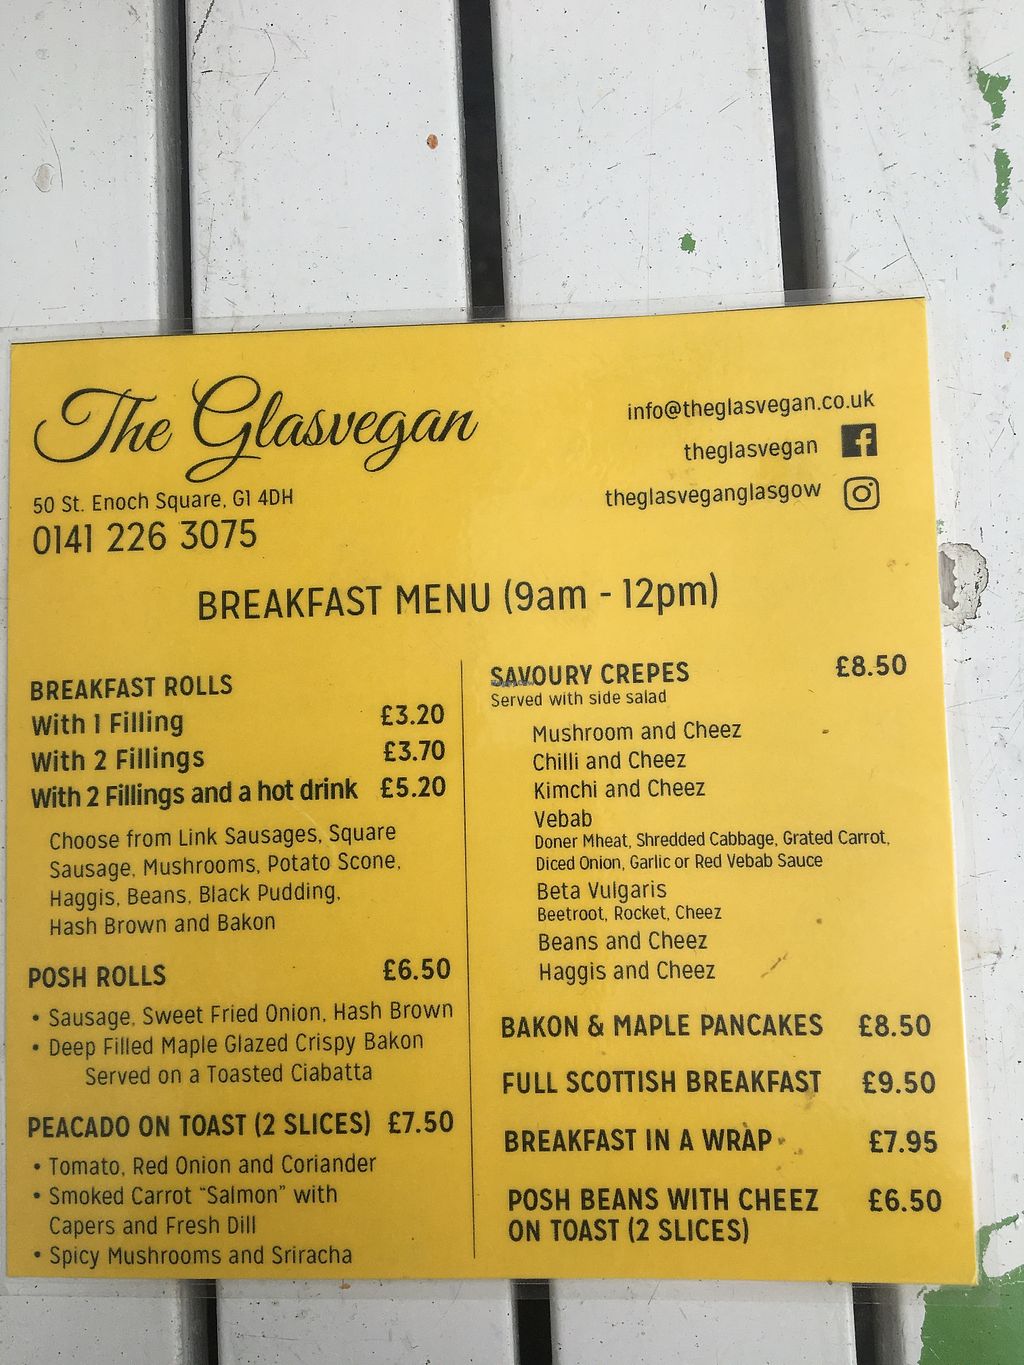 The Glasvegan
50 St. Enoch Square, G1 4DH
0141 226 3075
info@theglasvegan.co.uk
theglasvegan
theglasveganglasgow
BREAKFAST MENU (9am - 12pm)
BREAKFAST ROLLS
With 1 Filling £3.20
With 2 Fillings £3.70
With 2 Fillings and a hot drink £5.20
Choose from Link Sausages, Square
Sausage, Mushrooms, Potato Scone,
Haggis, Beans, Black Pudding,
Hash Brown and Bakon
POSH ROLLS £6.50
• Sausage, Sweet Fried Onion, Hash Brown
• Deep Filled Maple Glazed Crispy Bakon
Served on a Toasted Ciabatta
PEACADO ON TOAST (2 SLICES) £7.50
• Tomato, Red Onion and Coriander
• Smoked Carrot “Salmon” with
Capers and Fresh Dill
• Spicy Mushrooms and Sriracha
SAVOURY CREPES £8.50
Served with side salad
Mushroom and Cheez
Chilli and Cheez
Kimchi and Cheez
Vebab
Doner Mheat, Shredded Cabbage, Grated Carrot,
Diced Onion, Garlic or Red Vebab Sauce
Beta Vulgaris
Beetroot, Rocket, Cheez
Beans and Cheez
Haggis and Cheez
BAKON & MAPLE PANCAKES £8.50
FULL SCOTTISH BREAKFAST £9.50
BREAKFAST IN A WRAP £7.95
POSH BEANS WITH CHEEZ £6.50
ON TOAST (2 SLICES)